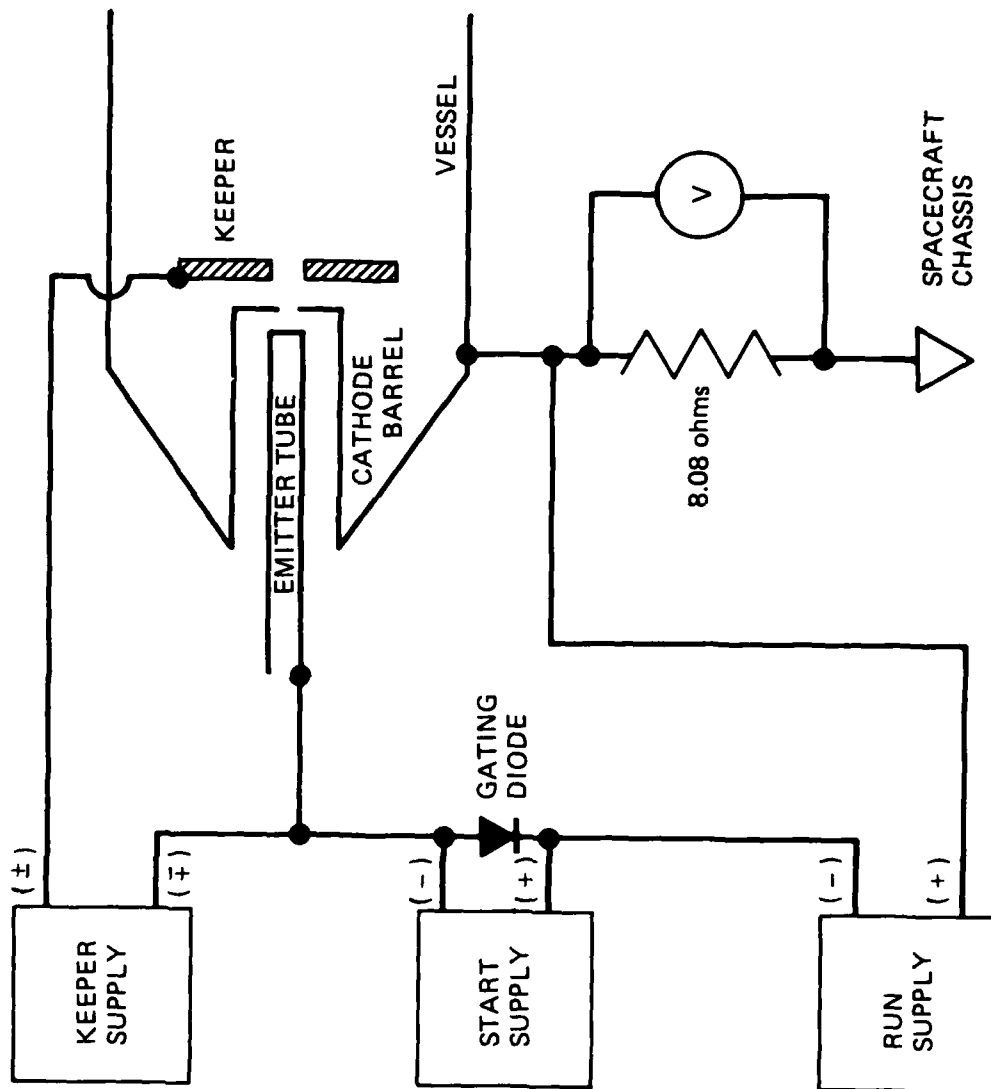 KEEPER
SUPPLY
(±)
(∓)
START
SUPPLY
(-)
(+)
RUN
SUPPLY
(-)
(+)
GATING
DIODE
EMITTER TUBE
CATHODE
BARREL
KEEPER
VESSEL
8.08 ohms
V
SPACECRAFT
CHASSIS